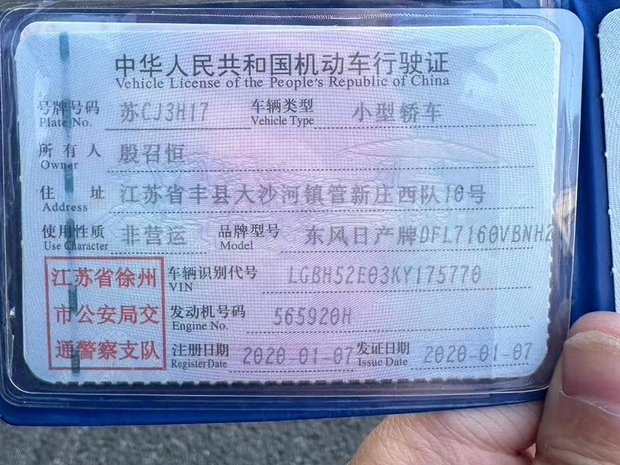 中华人民共和国机动车行驶证
Vehicle License of the People's Republic of China
号牌号码 Plate No. 苏CJ3H17 车辆类型 Vehicle Type 小型轿车
所有人 Owner 殷召恒
住址 Address 江苏省丰县大沙河镇管新庄西队10号
使用性质 Use Character 非营运 品牌型号 Model 东风日产牌DFL7160VBNH2
江苏省徐州
市公安局交
通警察支队
车辆识别代号 VIN LGBH52E03KY175770
发动机号码 Engine No. 565920H
注册日期 Register Date 2020-01-07 发证日期 Issue Date 2020-01-07